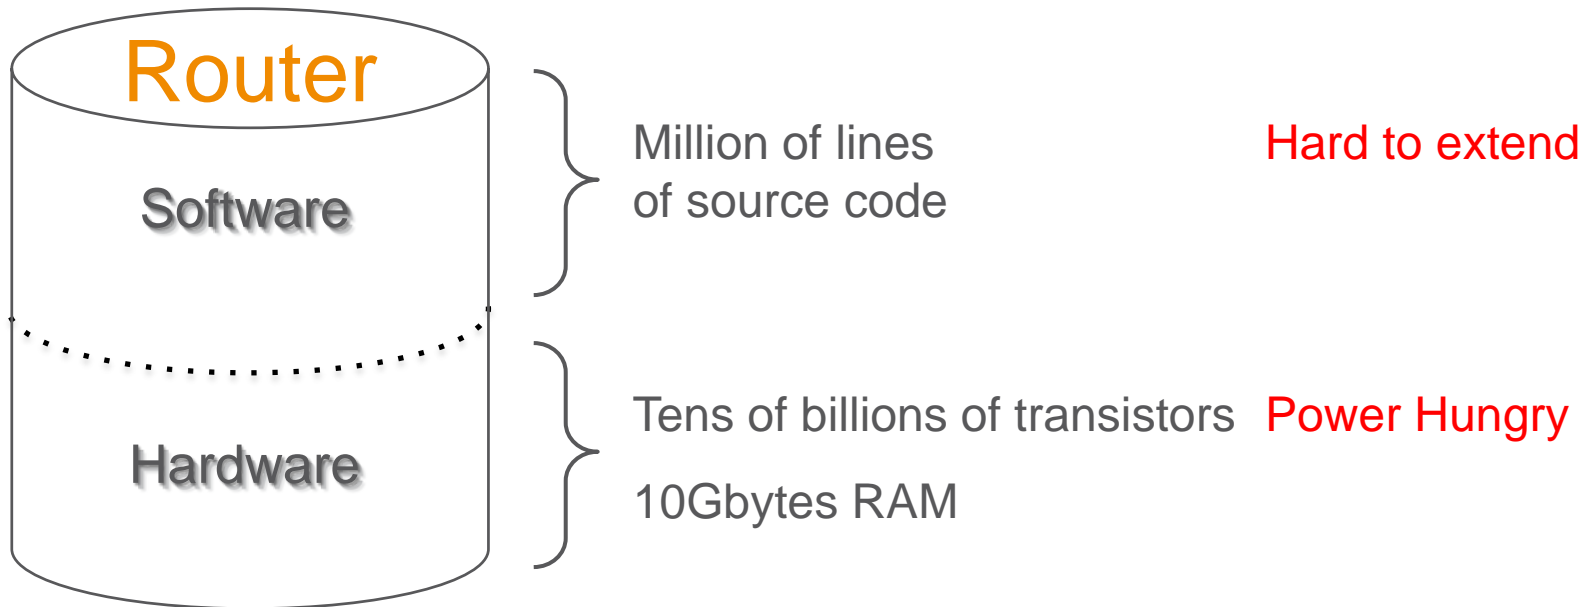 Router
Software
Million of lines
of source code
Hard to extend
Hardware
Tens of billions of transistors
Power Hungry
10Gbytes RAM